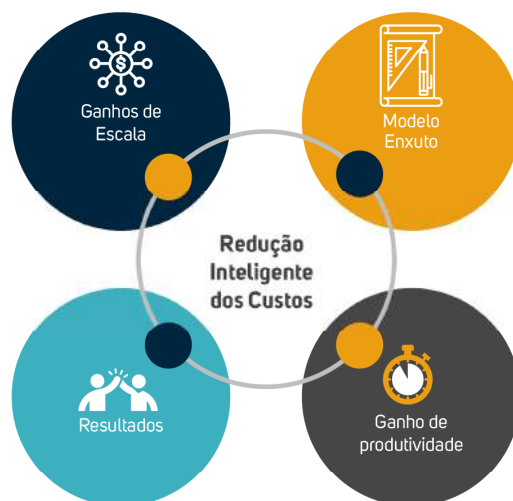 Ganhos de
Escala
Modelo
Enxuto
Redução
Inteligente
dos Custos
Resultados
Ganho de
produtividade